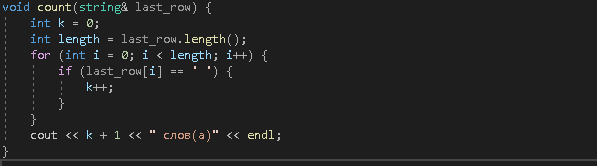 void count(string& last_row) {
    int k = 0;
    int length = last_row.length();
    for (int i = 0; i < length; i++) {
        if (last_row[i] == ' ') {
            k++;
        }
    }
    cout << k + 1 << " слов(а)" << endl;
}